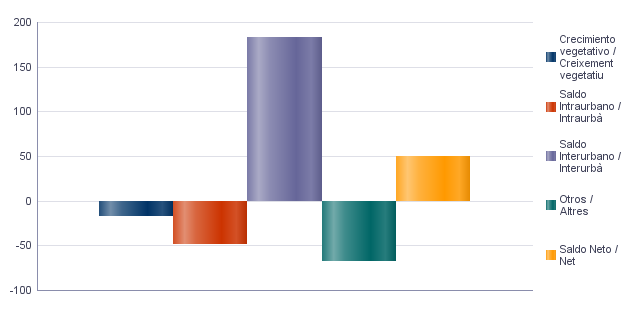 200
150
100
50
0
-50
-100
Crecimiento
vegetativo /
Creixement
vegetatiu
Saldo
Intraurbano /
Intraurbà
Saldo
Interurbano /
Interurbà
Otros /
Altres
Saldo Neto /
Net